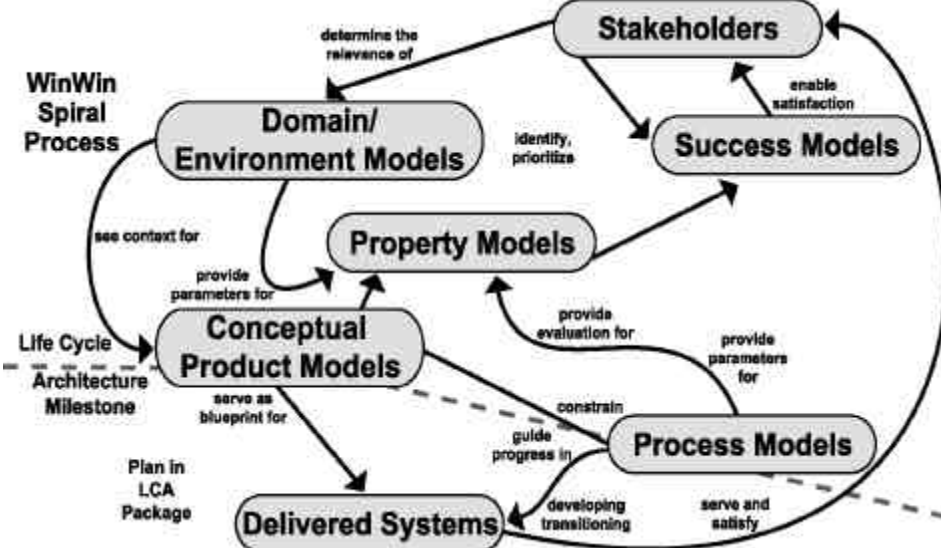 Stakeholders
determine the
relevance of
WinWin
Spiral
Process
enable
satisfaction
Domain/
Environment Models
identify,
prioritize
Success Models
see context for
Property Models
provide
parameters for
Conceptual
Product Models
provide
evaluation for
provide
parameters
for
Life Cycle
Architecture
Milestone
serve as
blueprint for
constrain
guide
progress in
Process Models
Plan in
LCA
Package
developing
transitioning
serve and
satisfy
Delivered Systems